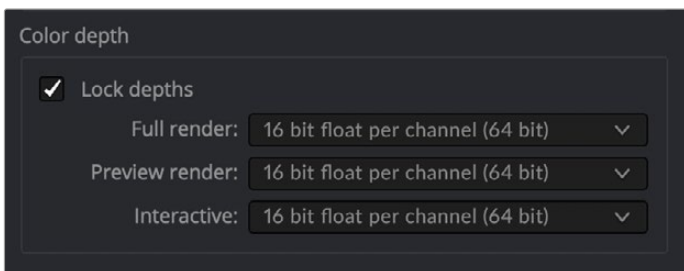 Color depth
Lock depths
Full render: 16 bit float per channel (64 bit)
Preview render: 16 bit float per channel (64 bit)
Interactive: 16 bit float per channel (64 bit)